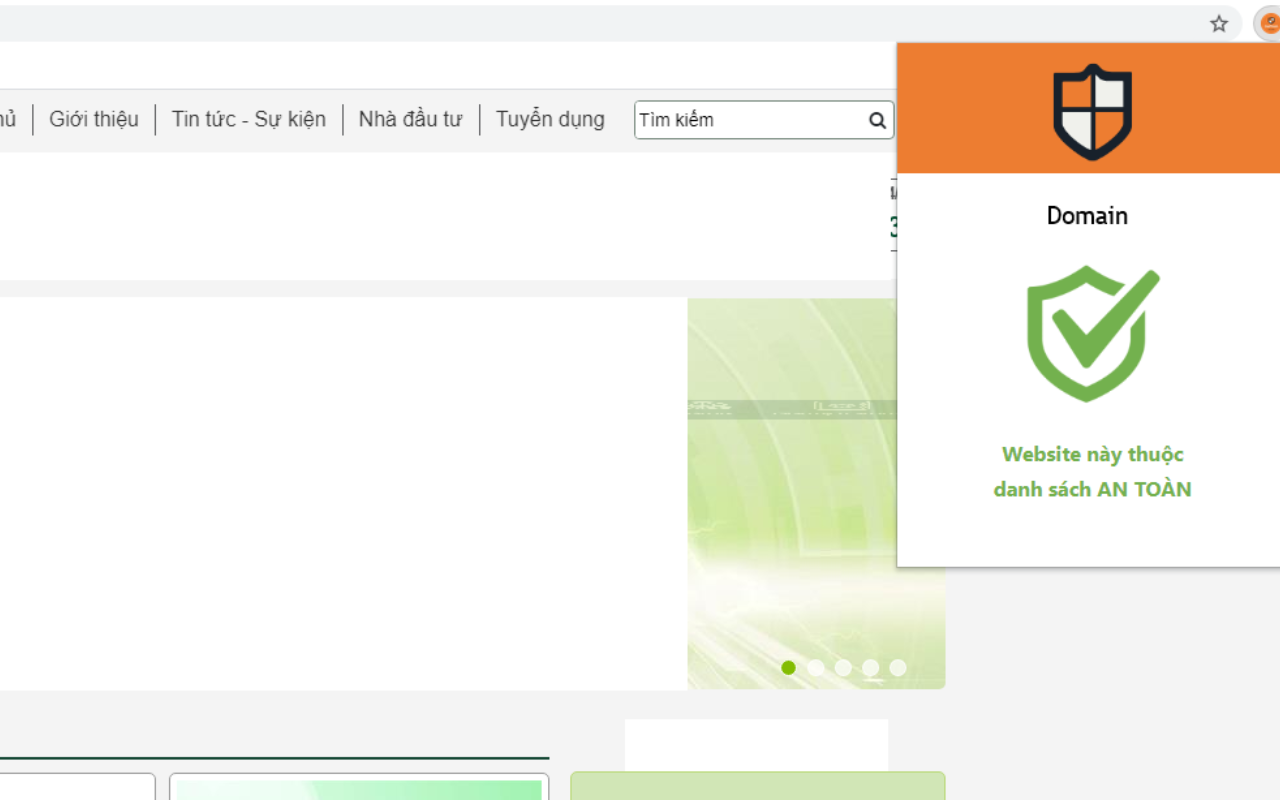 Giới thiệu
Tin tức - Sự kiện
Nhà đầu tư
Tuyển dụng
Tìm kiếm
Domain
Website này thuộc
danh sách AN TOÀN